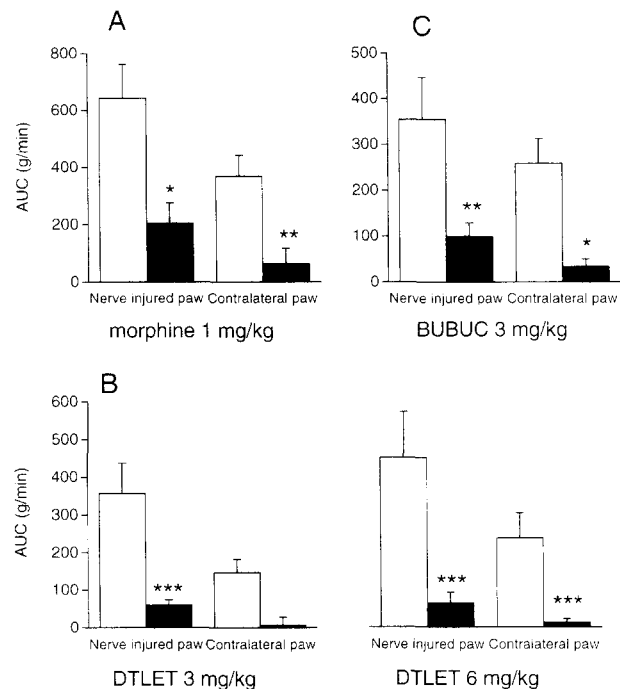 A
800
600
400
200
0
AUC (g/min)
*
**
Nerve injured paw Contralateral paw
morphine 1 mg/kg
C
500
400
300
200
100
0
**
*
Nerve injured paw Contralateral paw
BUBUC 3 mg/kg
B
600
500
400
300
200
100
0
AUC (g/min)
***
Nerve injured paw Contralateral paw
DTLET 3 mg/kg
***
***
Nerve injured paw Contralateral paw
DTLET 6 mg/kg